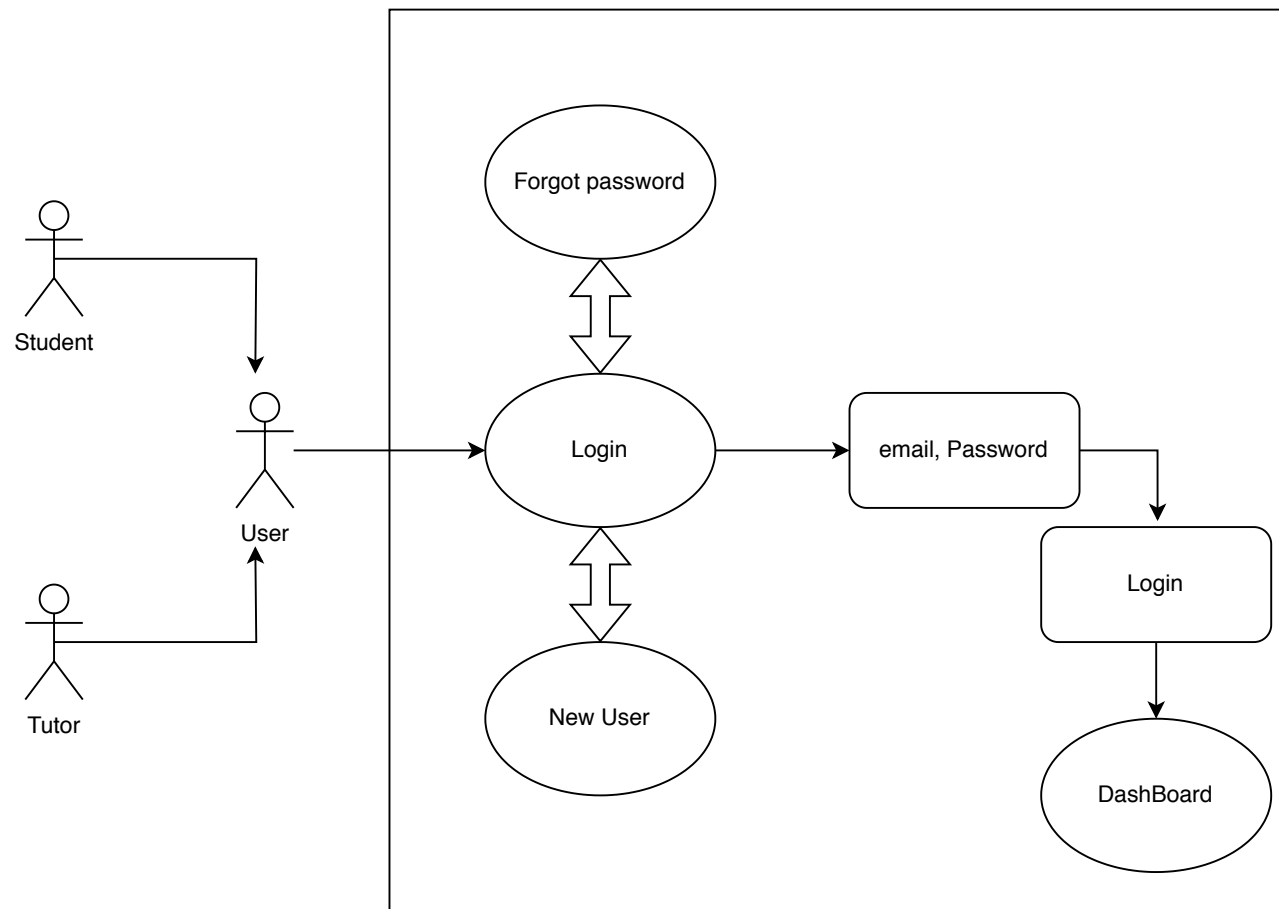 Forgot password
Student
Login
email, Password
User
Login
New User
Tutor
DashBoard